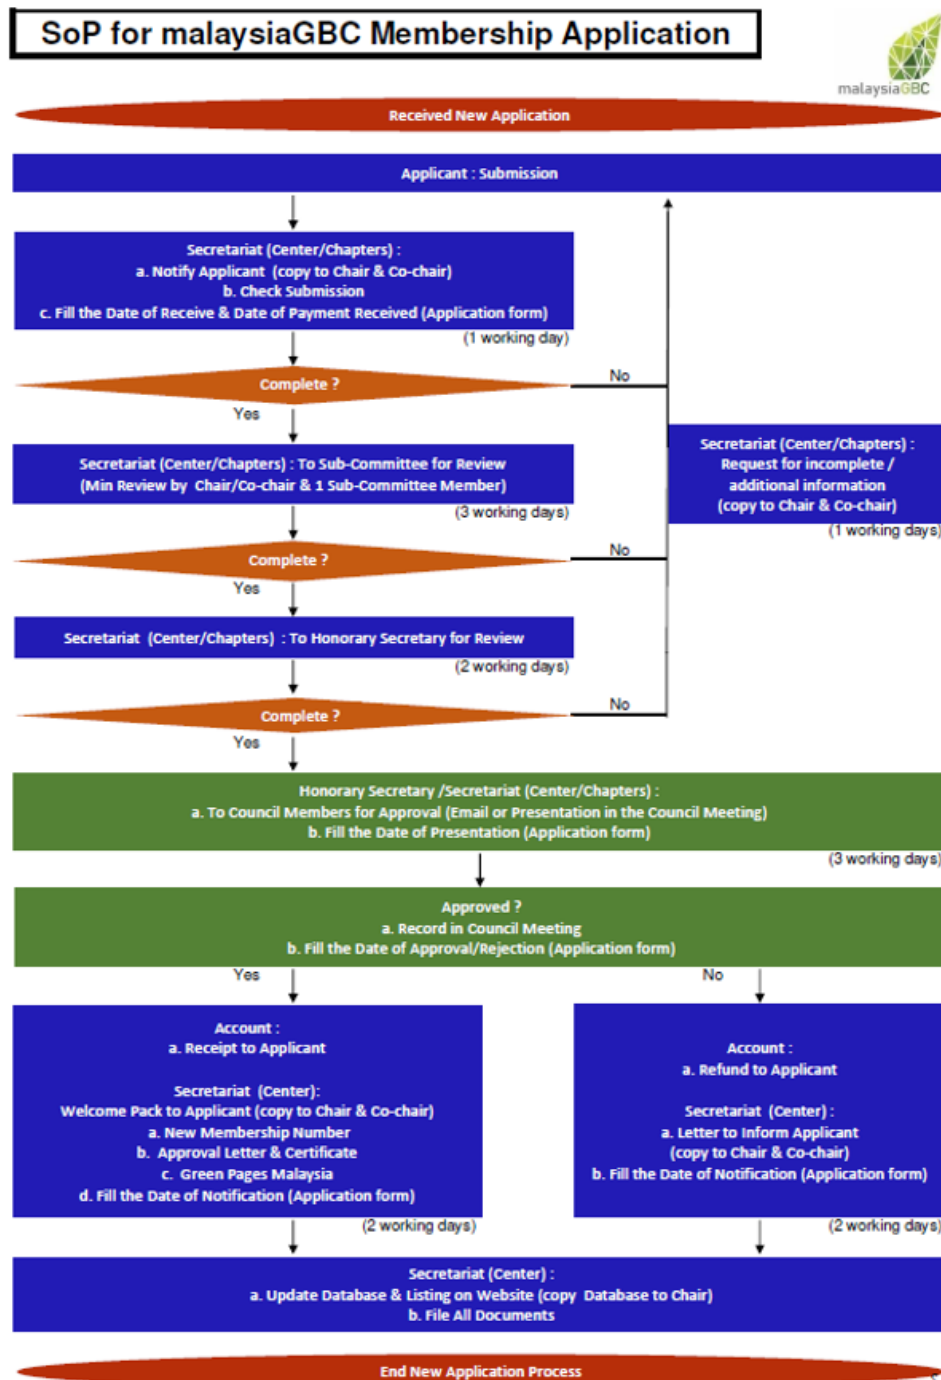 SoP for malaysiaGBC Membership Application
malaysiaGBC
Received New Application
Applicant : Submission
Secretariat (Center/Chapters) :
a. Notify Applicant (copy to Chair & Co-chair)
b. Check Submission
c. Fill the Date of Receive & Date of Payment Received (Application form)
(1 working day)
Complete ?
No
Yes
Secretariat (Center/Chapters) : To Sub-Committee for Review
(Min Review by Chair/Co-chair & 1 Sub-Committee Member)
(3 working days)
Secretariat (Center/Chapters) :
Request for incomplete /
additional information
(copy to Chair & Co-chair)
(1 working days)
Complete ?
No
Yes
Secretariat (Center/Chapters) : To Honorary Secretary for Review
(2 working days)
Complete ?
No
Yes
Honorary Secretary /Secretariat (Center/Chapters) :
a. To Council Members for Approval (Email or Presentation in the Council Meeting)
b. Fill the Date of Presentation (Application form)
(3 working days)
Approved ?
a. Record in Council Meeting
b. Fill the Date of Approval/Rejection (Application form)
Yes
No
Account :
a. Receipt to Applicant
Secretariat (Center):
Welcome Pack to Applicant (copy to Chair & Co-chair)
a. New Membership Number
b. Approval Letter & Certificate
c. Green Pages Malaysia
d. Fill the Date of Notification (Application form)
(2 working days)
Account :
a. Refund to Applicant
Secretariat (Center) :
a. Letter to Inform Applicant
(copy to Chair & Co-chair)
b. Fill the Date of Notification (Application form)
(2 working days)
Secretariat (Center) :
a. Update Database & Listing on Website (copy Database to Chair)
b. File All Documents
End New Application Process